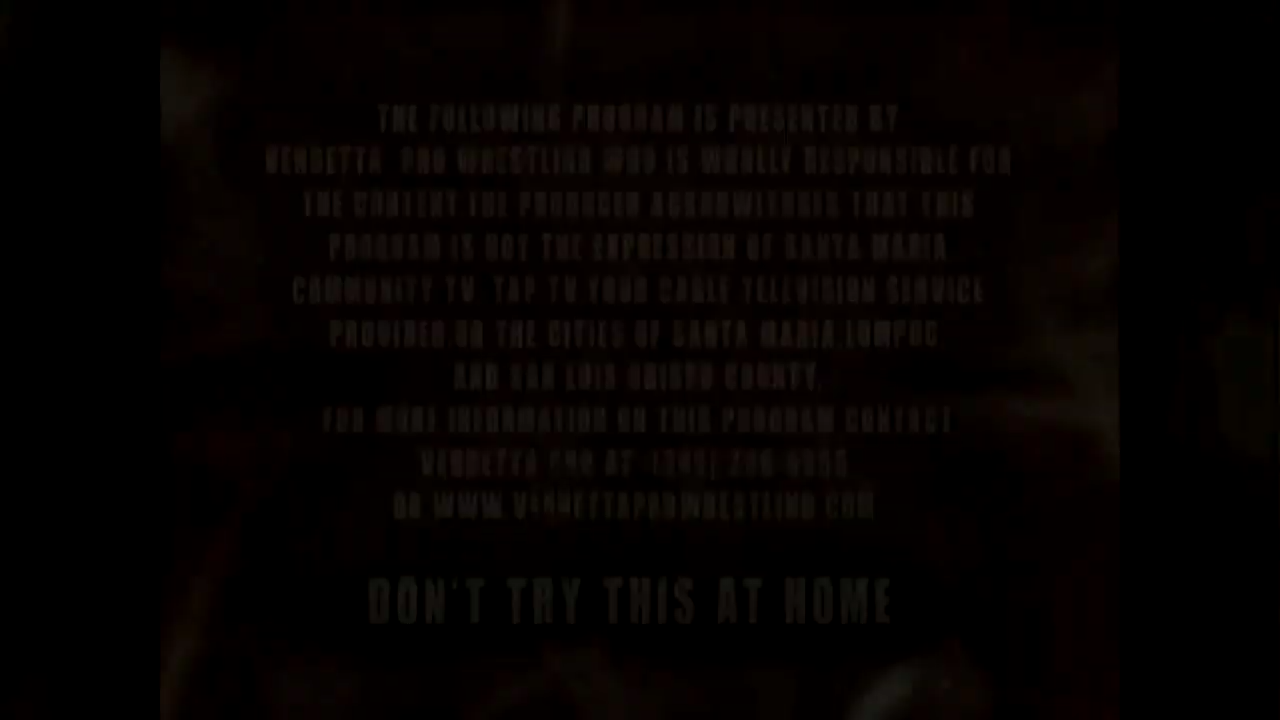 THE FOLLOWING PROGRAM IS PRESENTED BY
VENDETTA PRO WRESTLING WHO IS WHOLLY RESPONSIBLE FOR
THE CONTENT THE PRODUCER THAT THIS
PROGRAM IS NOT THE EXPRESSION OF SANTA MARIA
COMMUNITY TV, TAP TV, YOUR CABLE TELEVISION SERVICE
PROVIDER OR THE CITIES OF SANTA MARIA, LOMPOC,
AND SAN LUIS OBISPO COUNTY.
FOR MORE INFORMATION ON THIS PROGRAM CONTACT
VENDETTA PRO AT
OR WWW.VENDETTAPROWRESTLING.COM
DON'T TRY THIS AT HOME